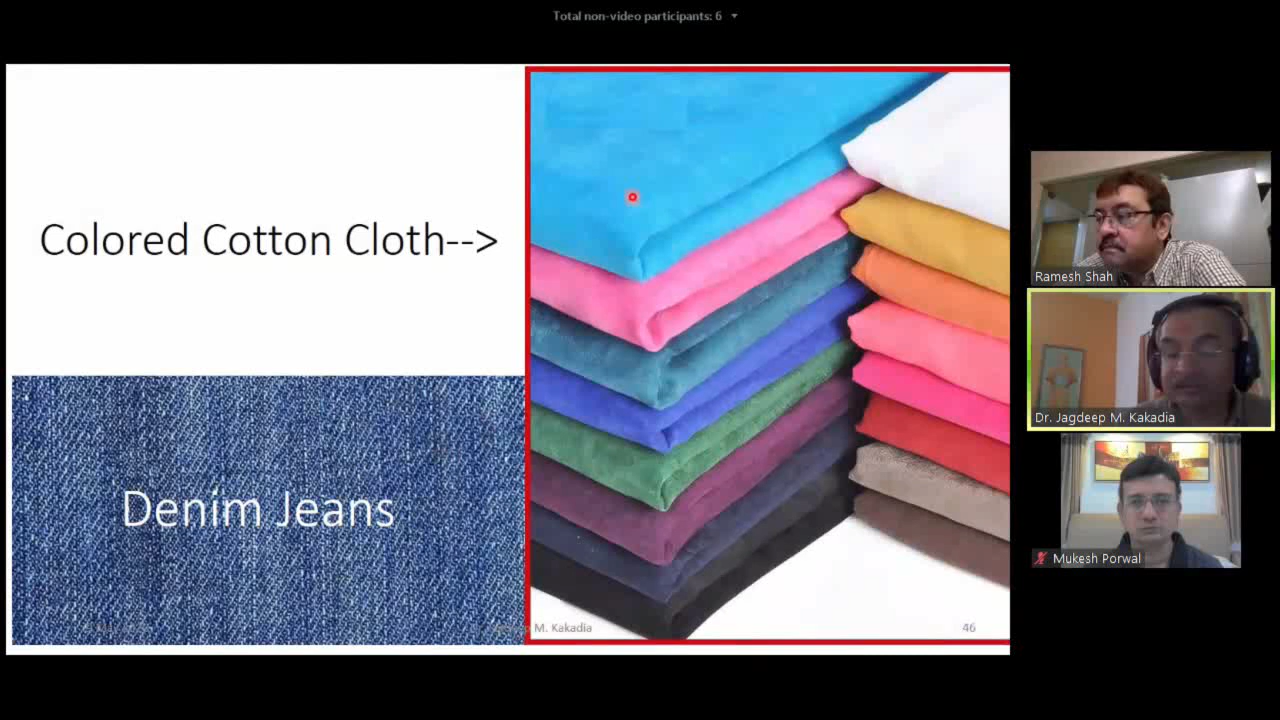 Total non-video participants: 6
Colored Cotton Cloth-->
Denim Jeans
M. Kakadia
46
Ramesh Shah
Dr. Jagdeep M. Kakadia
Mukesh Porwal